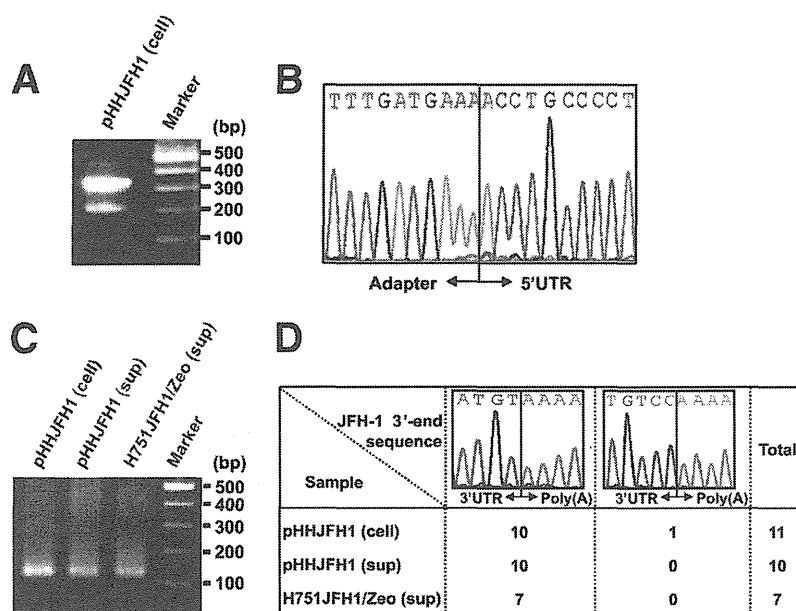 A
pHHJFH1 (cell)
Marker
(bp)
500
400
300
200
100
B
TTTGATGAAAACCTGCCCCT
Adapter
5'UTR
C
pHHJFH1 (cell)
pHHJFH1 (sup)
H751JFH1/Zeo (sup)
Marker
(bp)
500
400
300
200
100
D
JFH-1 3'-end
sequence
Sample
ATGTAAAA
3'UTR Poly(A)
TGTCCAAAA
3'UTR Poly(A)
Total
pHHJFH1 (cell) 10 1 11
pHHJFH1 (sup) 10 0 10
H751JFH1/Zeo (sup) 7 0 7